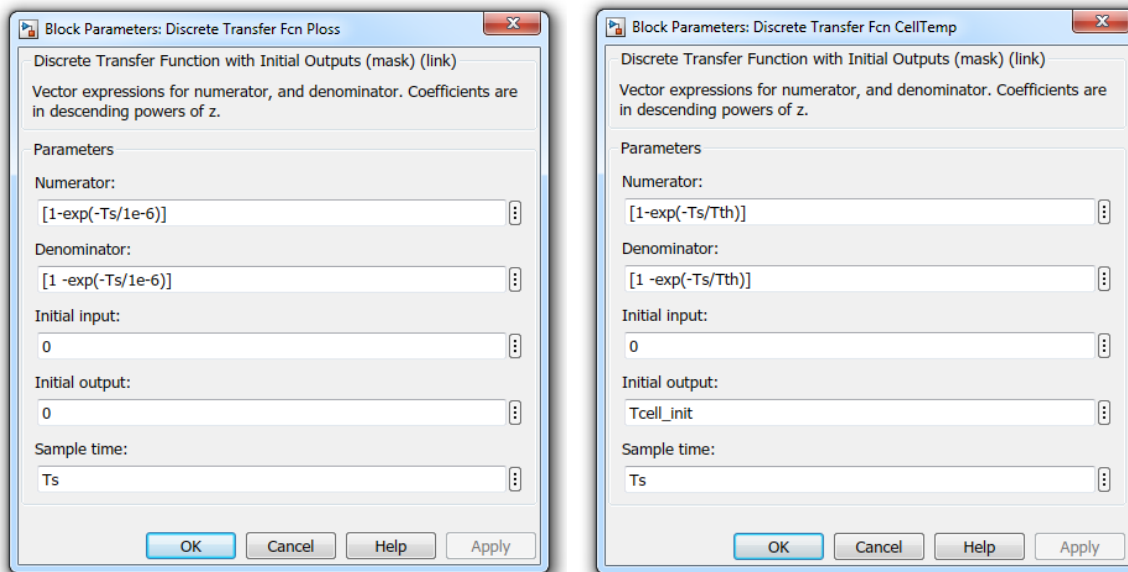 Block Parameters: Discrete Transfer Fcn Ploss
Discrete Transfer Function with Initial Outputs (mask) (link)
Vector expressions for numerator, and denominator. Coefficients are
in descending powers of z.
Parameters
Numerator:
[1-exp(-Ts/1e-6)]
Denominator:
[1 -exp(-Ts/1e-6)]
Initial input:
0
Initial output:
0
Sample time:
Ts
OK Cancel Help Apply
Block Parameters: Discrete Transfer Fcn CellTemp
Discrete Transfer Function with Initial Outputs (mask) (link)
Vector expressions for numerator, and denominator. Coefficients are
in descending powers of z.
Parameters
Numerator:
[1-exp(-Ts/Tth)]
Denominator:
[1 -exp(-Ts/Tth)]
Initial input:
0
Initial output:
Tcell_init
Sample time:
Ts
OK Cancel Help Apply